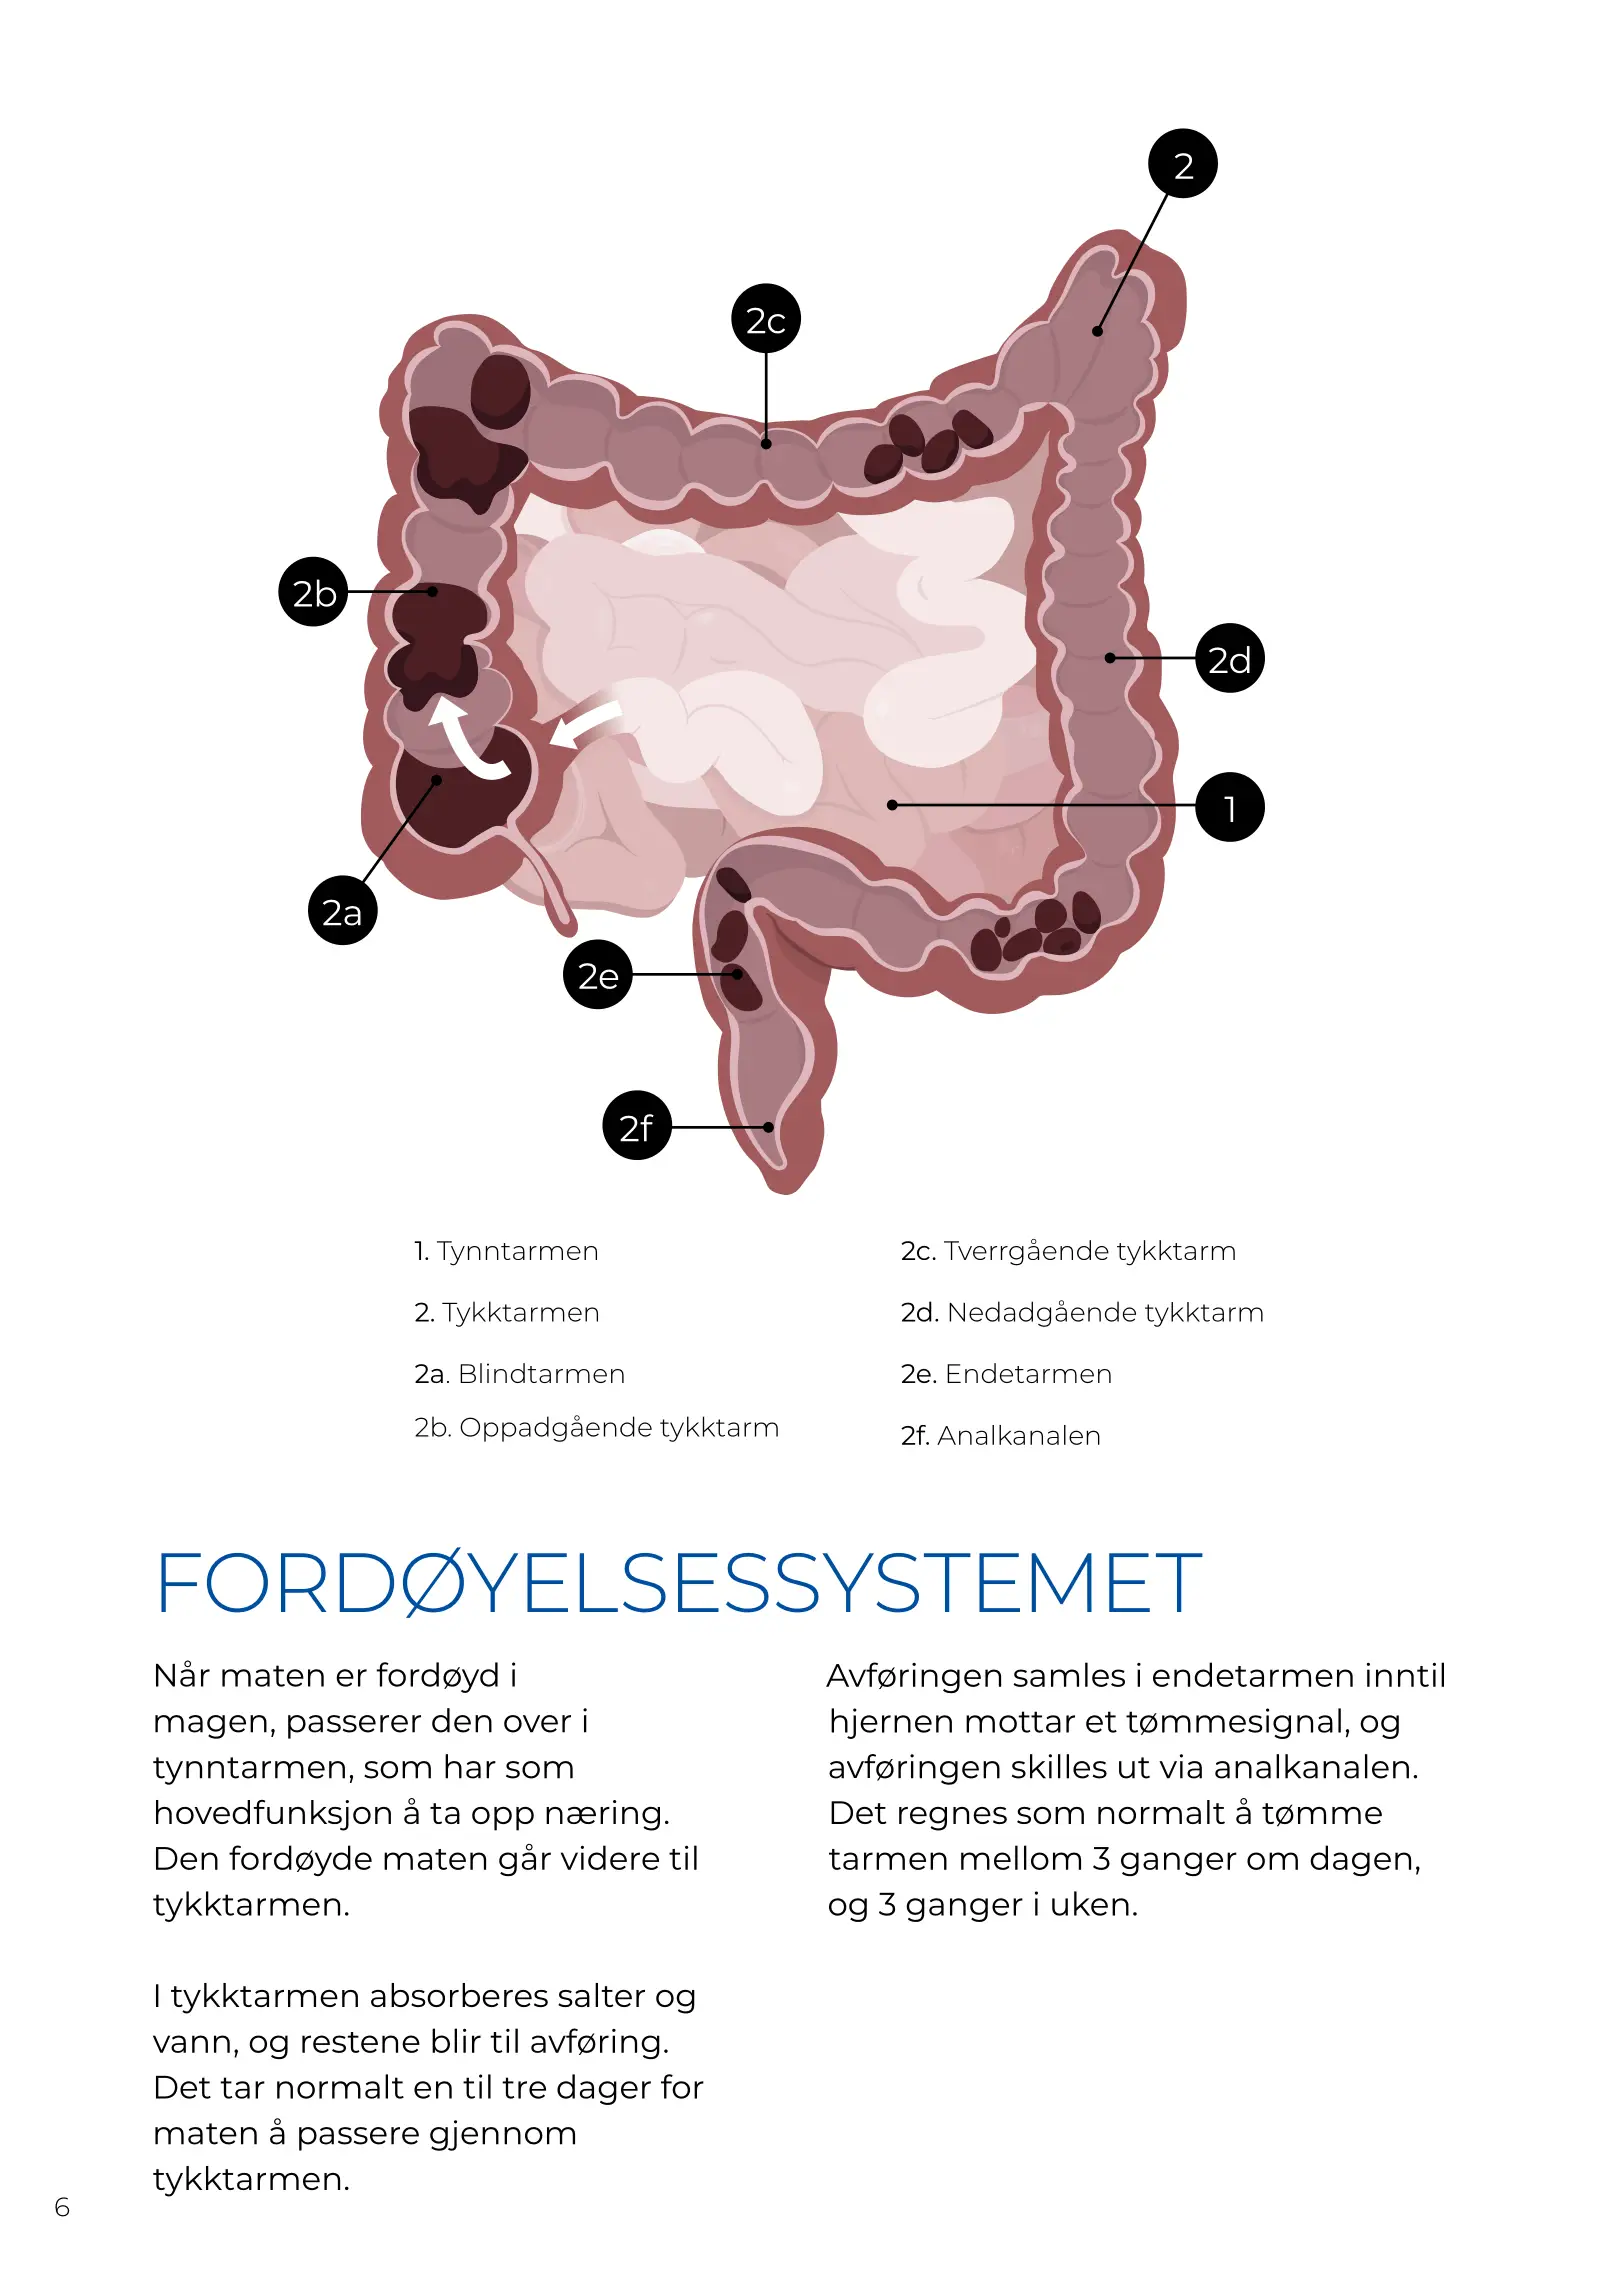 2
2c
2b
2d
1
2a
2e
2f
1. Tynntarmen
2. Tykktarmen
2a. Blindtarmen
2b. Oppadgående tykktarm
2c. Tverrgående tykktarm
2d. Nedadgående tykktarm
2e. Endetarmen
2f. Analkanalen
FORDØYELSESSYSTEMET
Når maten er fordøyd i
magen, passerer den over i
tynntarmen, som har som
hovedfunksjon å ta opp næring.
Den fordøyde maten går videre til
tykktarmen.
I tykktarmen absorberes salter og
vann, og restene blir til avføring.
Det tar normalt en til tre dager for
maten å passere gjennom
tykktarmen.
Avføringen samles i endetarmen inntil
hjernen mottar et tømmesignal, og
avføringen skilles ut via analkanalen.
Det regnes som normalt å tømme
tarmen mellom 3 ganger om dagen,
og 3 ganger i uken.
6